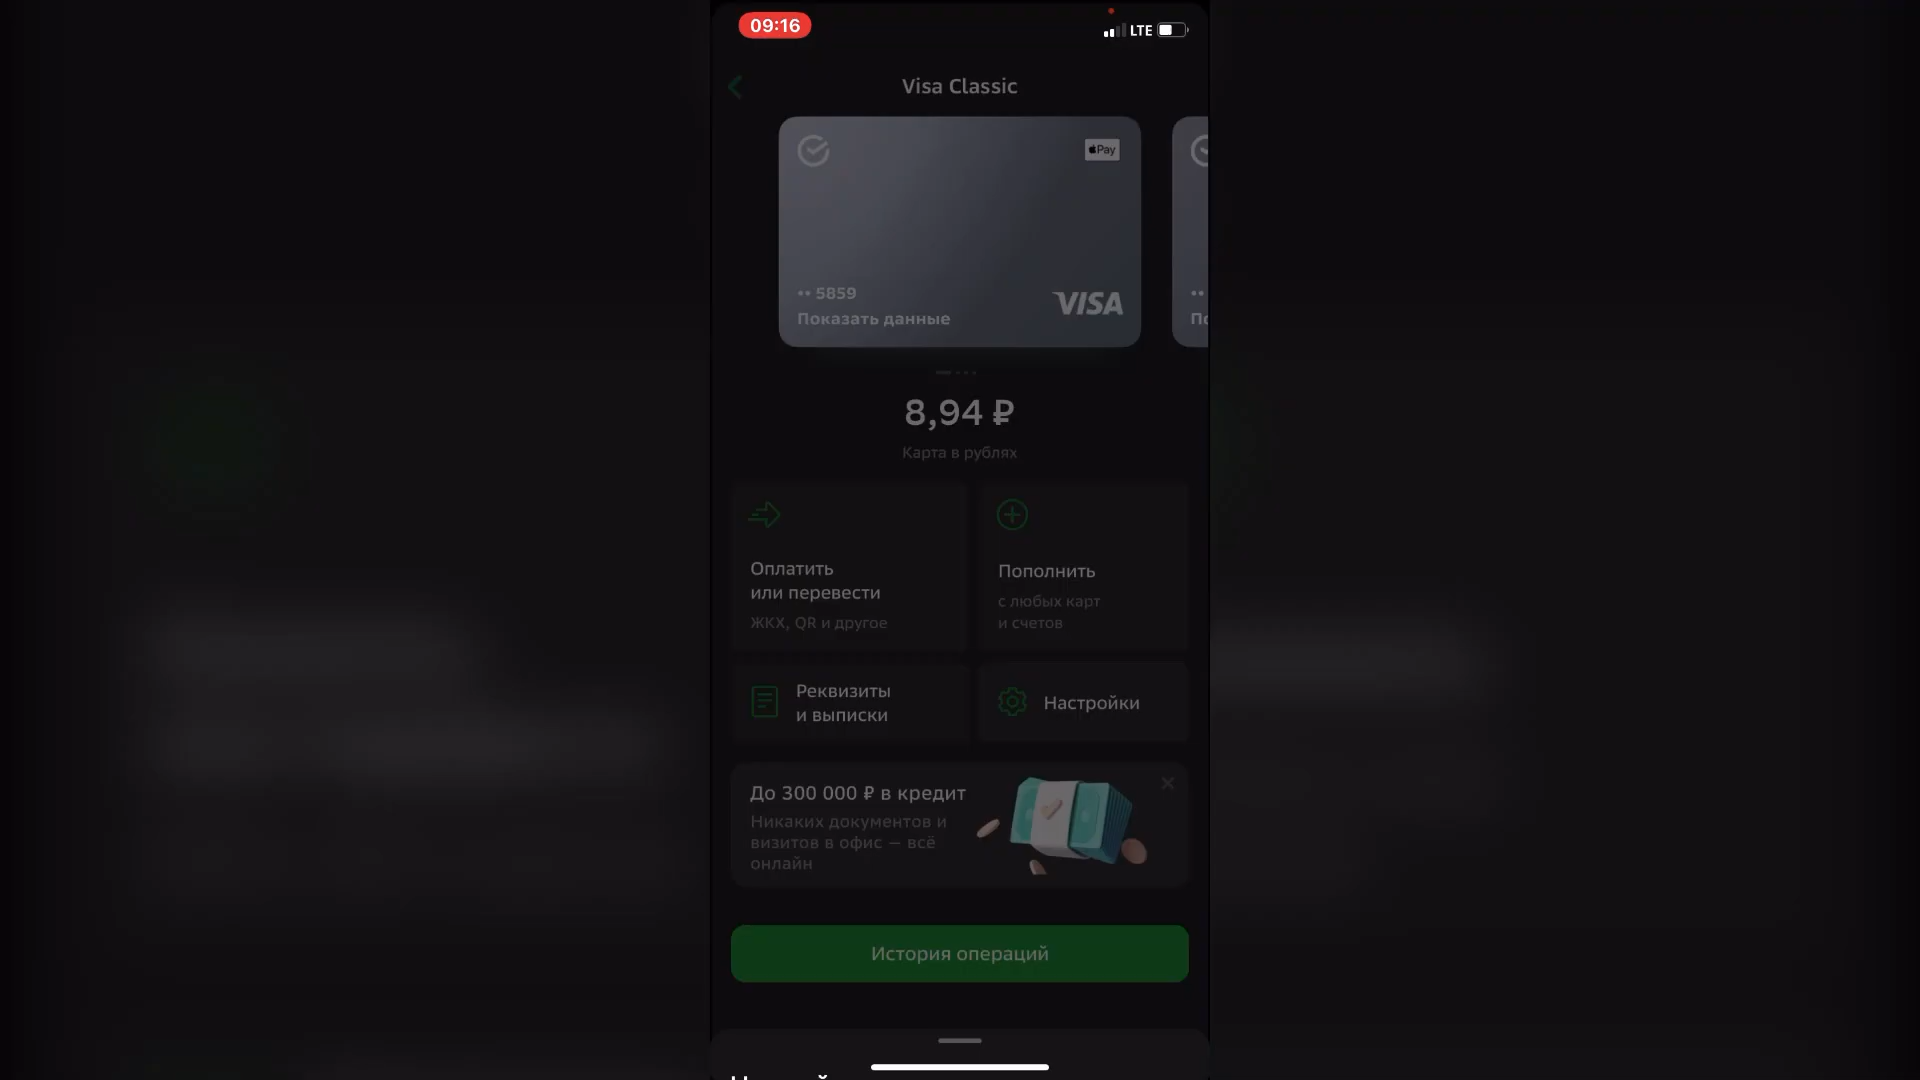 09:16
LTE
Visa Classic
Pay
•• 5859
VISA
Показать данные
••
8,94 ₽
Карта в рублях
Оплатить
или перевести
ЖКХ, QR и другое
Пополнить
с любых карт
и счетов
Реквизиты
и выписки
Настройки
До 300 000 ₽ в кредит
Никаких документов и
визитов в офис — всё
онлайн
История операций